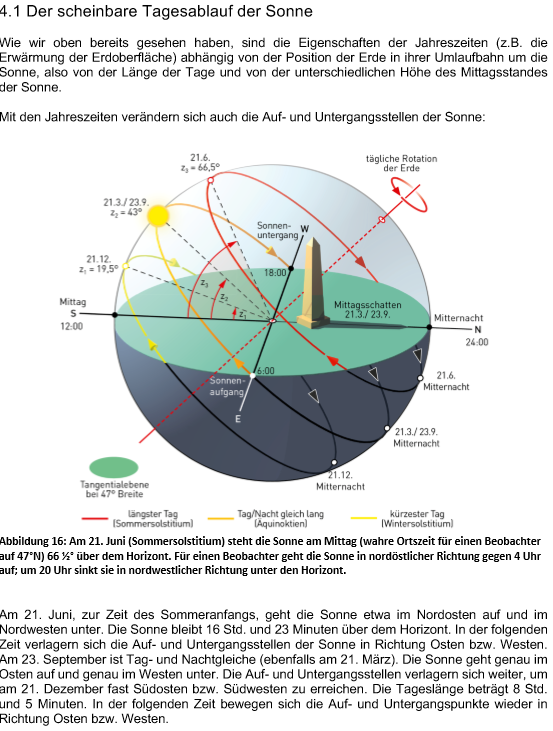 4.1 Der scheinbare Tagesablauf der Sonne
Wie wir oben bereits gesehen haben, sind die Eigenschaften der Jahreszeiten (z.B. die
Erwärmung der Erdoberfläche) abhängig von der Position der Erde in ihrer Umlaufbahn um die
Sonne, also von der Länge der Tage und von der unterschiedlichen Höhe des Mittagsstandes
der Sonne.
Mit den Jahreszeiten verändern sich auch die Auf- und Untergangsstellen der Sonne:
21.6.
z₃ = 66,5°
tägliche Rotation
der Erde
21.3./ 23.9.
z₂ = 43°
Sonnen-
untergang
W
21.12.
z₁ = 19,5°
18:00
z₃
z₂
z₁
Mittag
S
12:00
Mittagsschatten
21.3./ 23.9.
Mitternacht
N
24:00
6:00
Sonnen-
aufgang
E
21.6.
Mitternacht
21.3./ 23.9.
Mitternacht
21.12.
Mitternacht
Tangentialebene
bei 47° Breite
längster Tag
(Sommersolstitium)
Tag/Nacht gleich lang
(Äquinoktien)
kürzester Tag
(Wintersolstitium)
Abbildung 16: Am 21. Juni (Sommersolstitium) steht die Sonne am Mittag (wahre Ortszeit für einen Beobachter
auf 47°N) 66 ½° über dem Horizont. Für einen Beobachter geht die Sonne in nordöstlicher Richtung gegen 4 Uhr
auf; um 20 Uhr sinkt sie in nordwestlicher Richtung unter den Horizont.
Am 21. Juni, zur Zeit des Sommeranfangs, geht die Sonne etwa im Nordosten auf und im
Nordwesten unter. Die Sonne bleibt 16 Std. und 23 Minuten über dem Horizont. In der folgenden
Zeit verlagern sich die Auf- und Untergangsstellen der Sonne in Richtung Osten bzw. Westen.
Am 23. September ist Tag- und Nachtgleiche (ebenfalls am 21. März). Die Sonne geht genau im
Osten auf und genau im Westen unter. Die Auf- und Untergangsstellen verlagern sich weiter, um
am 21. Dezember fast Südosten bzw. Südwesten zu erreichen. Die Tageslänge beträgt 8 Std.
und 5 Minuten. In der folgenden Zeit bewegen sich die Auf- und Untergangspunkte wieder in
Richtung Osten bzw. Westen.